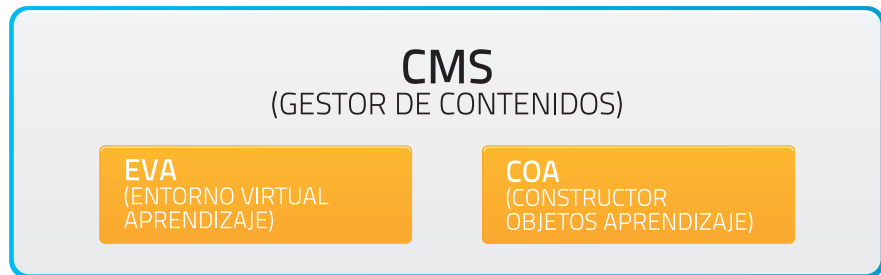 CMS
(GESTOR DE CONTENIDOS)
EVA
(ENTORNO VIRTUAL
APRENDIZAJE)
COA
(CONSTRUCTOR
OBJETOS APRENDIZAJE)